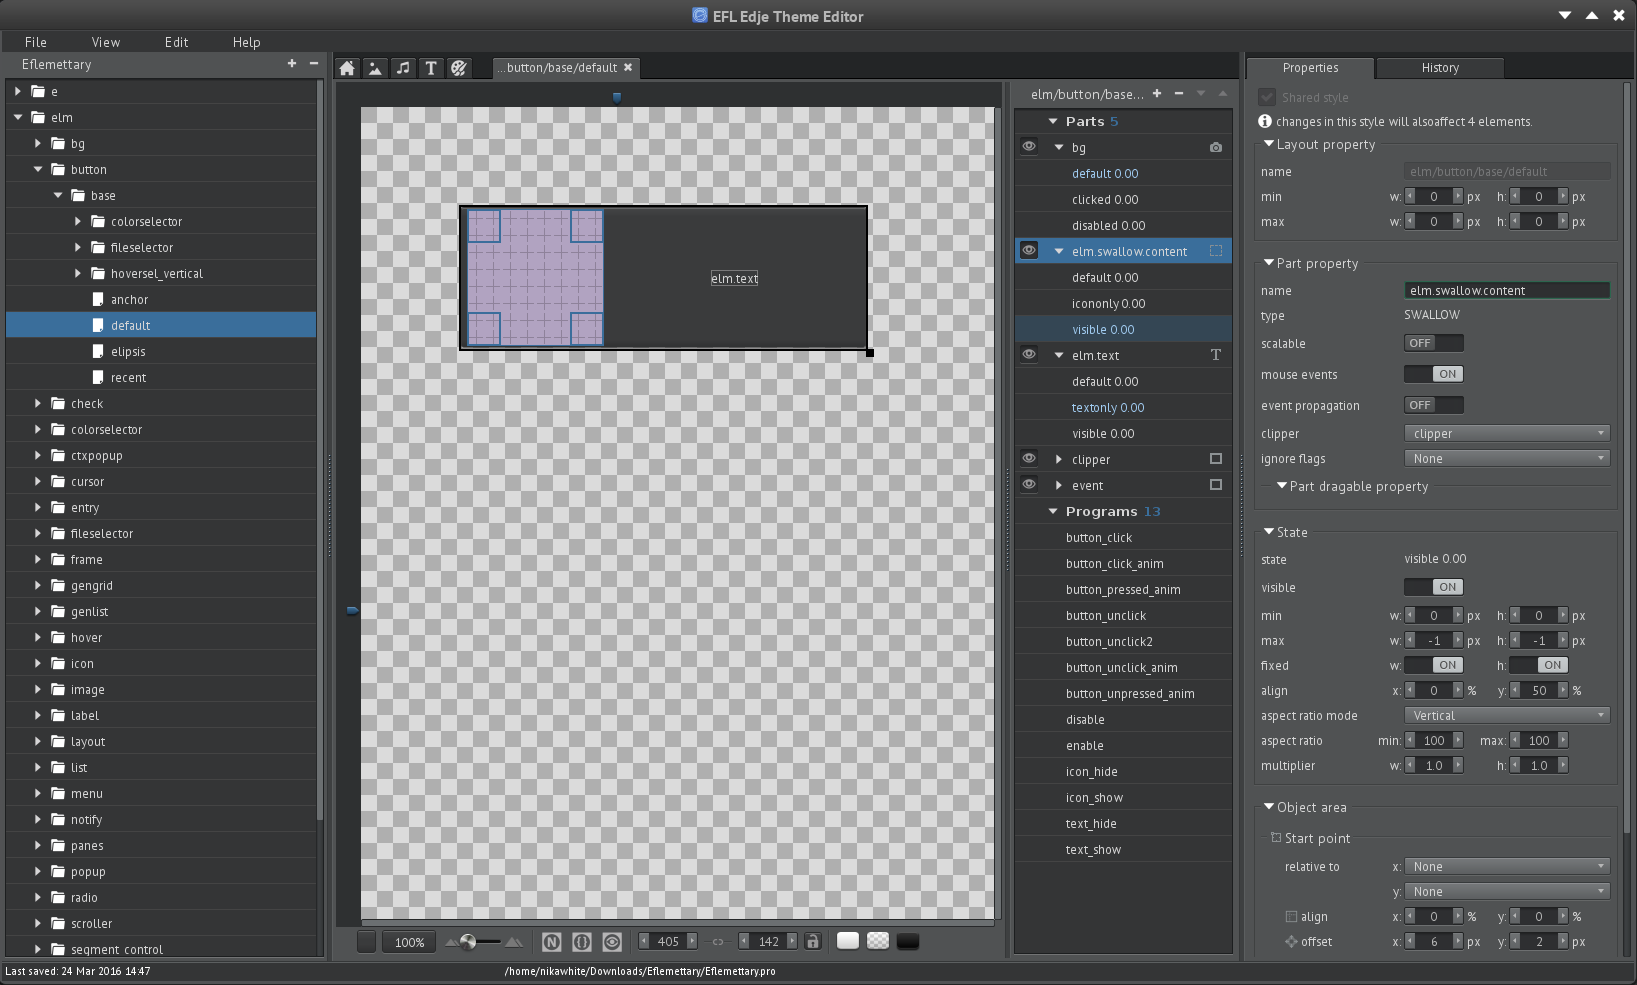 EFL Edje Theme Editor
File View Edit Help
Eflemettary
e
elm
bg
button
base
colorselector
fileselector
hoversel_vertical
anchor
default
elipsis
recent
check
colorselector
ctxpopup
cursor
entry
fileselector
frame
gengrid
genlist
hover
icon
image
label
layout
list
menu
notify
panes
popup
radio
scroller
segment_control
...button/base/default
elm.text
100%
N
405
142
elm/button/base...
Parts 5
bg
default 0.00
clicked 0.00
disabled 0.00
elm.swallow.content
default 0.00
icononly 0.00
visible 0.00
elm.text T
default 0.00
textonly 0.00
visible 0.00
clipper
event
Programs 13
button_click
button_click_anim
button_pressed_anim
button_unclick
button_unclick2
button_unclick_anim
button_unpressed_anim
disable
enable
icon_hide
icon_show
text_hide
text_show
Properties History
Shared style
changes in this style will alsoaffect 4 elements.
Layout property
name elm/button/base/default
min w: 0 px h: 0 px
max w: 0 px h: 0 px
Part property
name elm.swallow.content
type SWALLOW
scalable OFF
mouse events ON
event propagation OFF
clipper clipper
ignore flags None
Part dragable property
State
state visible 0.00
visible ON
min w: 0 px h: 0 px
max w: -1 px h: -1 px
fixed w: ON h: ON
align x: 0 % y: 50 %
aspect ratio mode Vertical
aspect ratio min: 100 max: 100
multiplier w: 1.0 h: 1.0
Object area
Start point
relative to x: None
y: None
align x: 0 % y: 0 %
offset x: 6 px y: 2 px
Last saved: 24 Mar 2016 14:47
/home/nikawhite/Downloads/Eflemettary/Eflemettary.pro